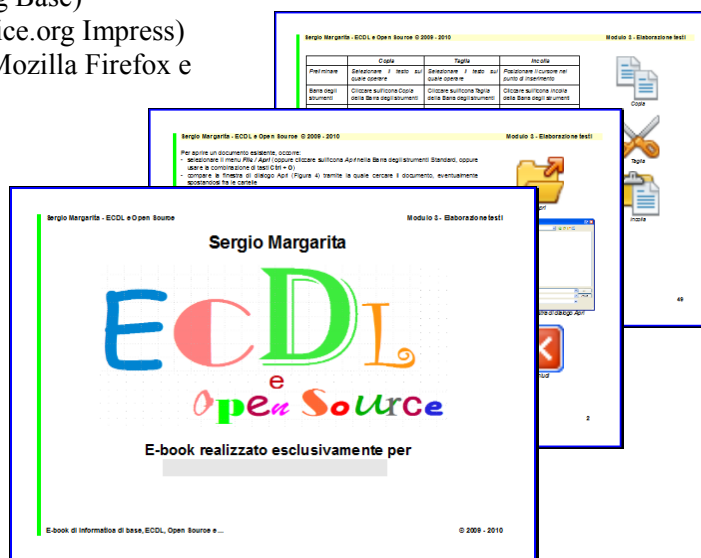 g Base)
ice.org Impress)
Mozilla Firefox e
Sergio Margarita - ECDL e Open Source © 2009 - 2010
Modulo 3 - Elaborazione testi
Copia
Taglia
Incolla
Preliminare
Selezionare il testo sul quale operare
Selezionare il testo sul quale operare
Posizionare il cursore nel punto di inserimento
Barra degli strumenti
Cliccare sull'icona Copia della Barra degli strumenti
Cliccare sull'icona Taglia della Barra degli strumenti
Cliccare sull'icona Incolla della Barra degli strumenti
Copia
Taglia
Incolla
49
Sergio Margarita - ECDL e Open Source © 2009 - 2010
Modulo 3 - Elaborazione testi
Per aprire un documento esistente, occorre:
- selezionare il menu File / Apri (oppure cliccare sull'icona Apri nella Barra degli strumenti Standard, oppure
usare la combinazione di tasti Ctrl + O)
- compare la finestra di dialogo Apri (Figura 4) tramite la quale cercare il documento, eventualmente
spostandosi fra le cartelle
pri
stra di dialogo Apri
iudi
2
Sergio Margarita - ECDL e Open Source
Modulo 3 - Elaborazione testi
Sergio Margarita
ECDL
e
Open Source
E-book realizzato esclusivamente per
E-book di Informatica di base, ECDL, Open Source e...
© 2009 - 2010